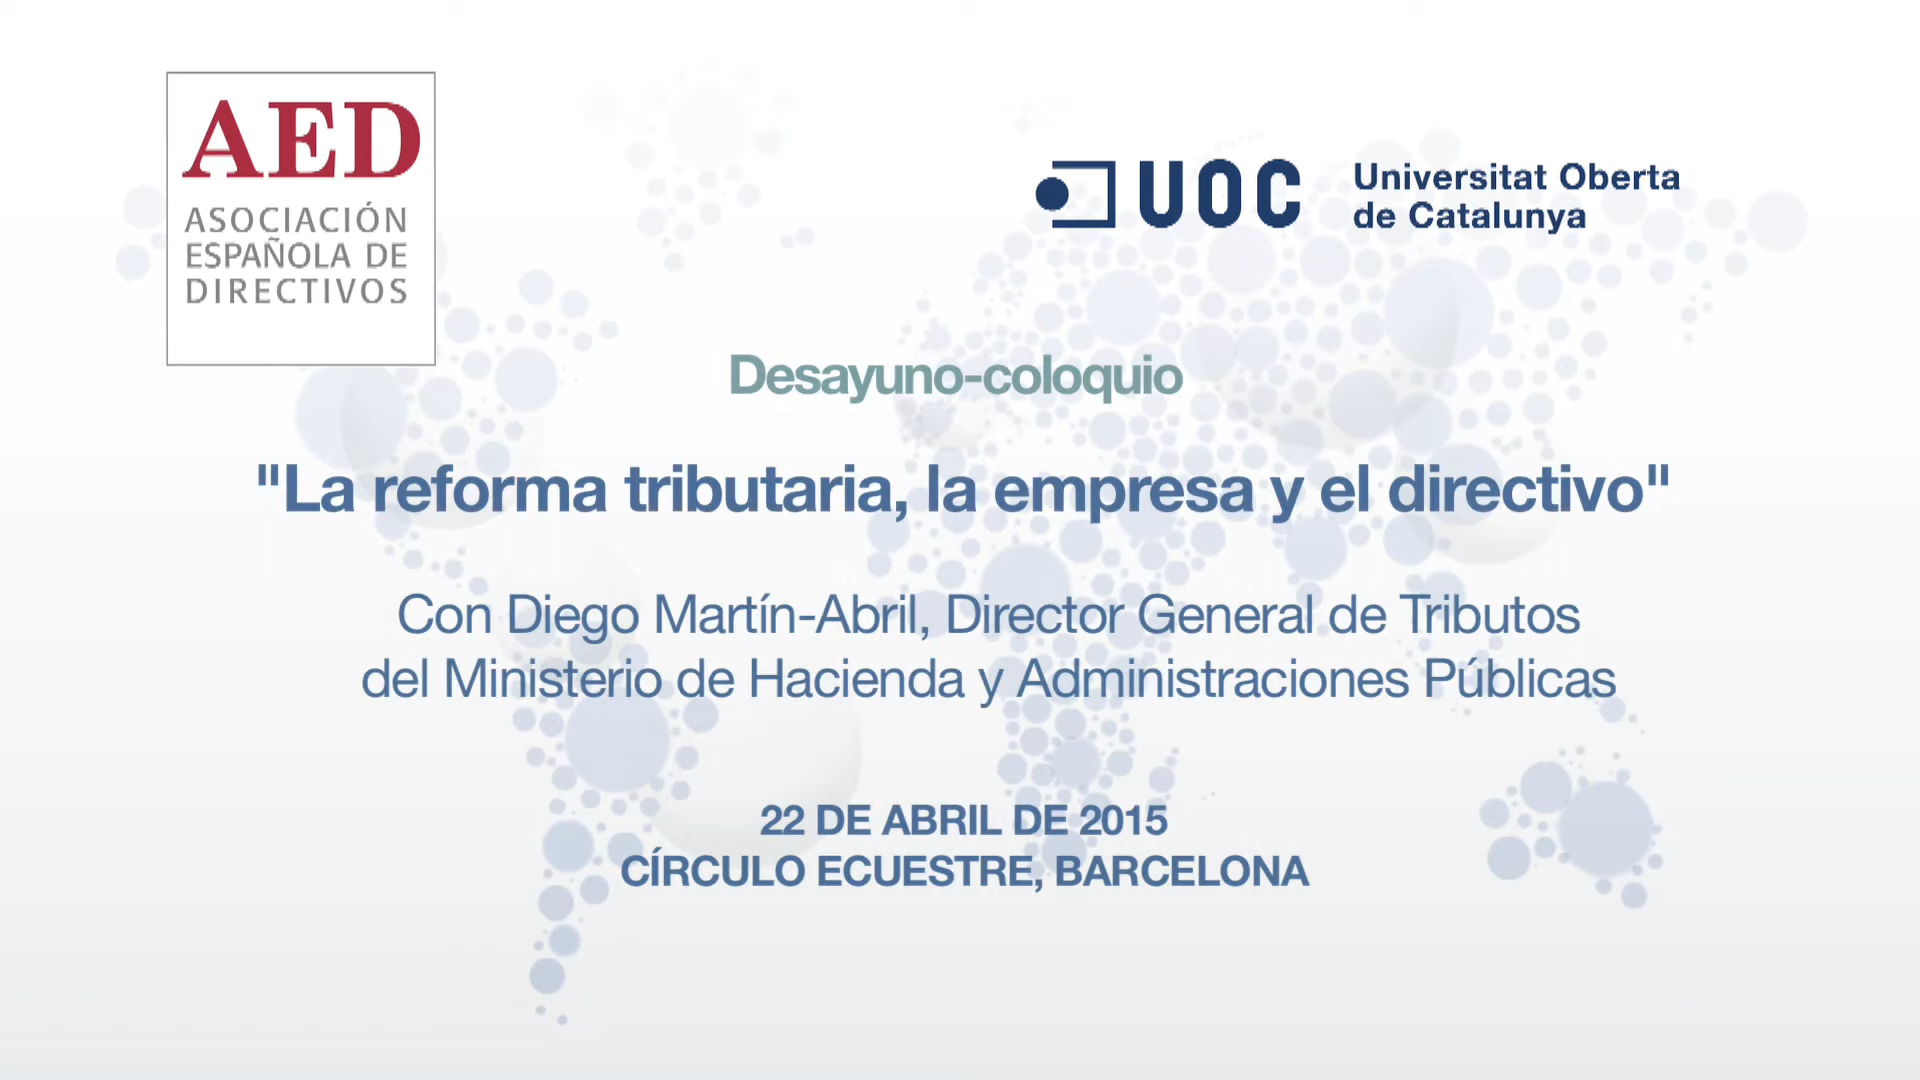 AED
ASOCIACIÓN
ESPAÑOLA DE
DIRECTIVOS
UOC
Universitat Oberta
de Catalunya
Desayuno-coloquio
"La reforma tributaria, la empresa y el directivo"
Con Diego Martín-Abril, Director General de Tributos
del Ministerio de Hacienda y Administraciones Públicas
22 DE ABRIL DE 2015
CÍRCULO ECUESTRE, BARCELONA